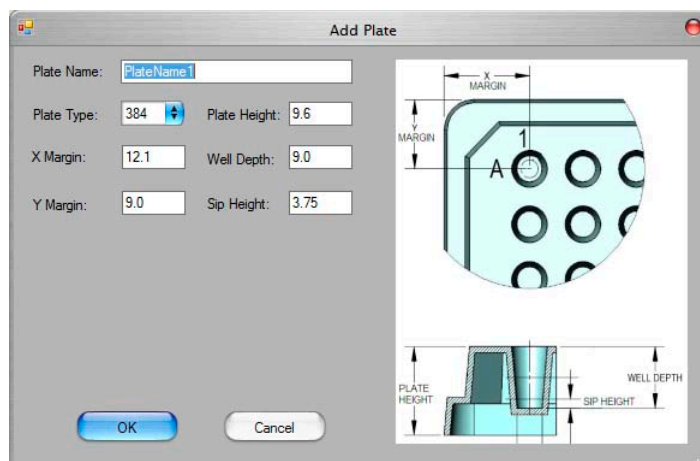 Add Plate
Plate Name: PlateName1
Plate Type: 384 Plate Height: 9.6
X Margin: 12.1 Well Depth: 9.0
Y Margin: 9.0 Sip Height: 3.75
OK Cancel
X
MARGIN
Y
MARGIN
1
A
PLATE
HEIGHT
WELL DEPTH
SIP HEIGHT